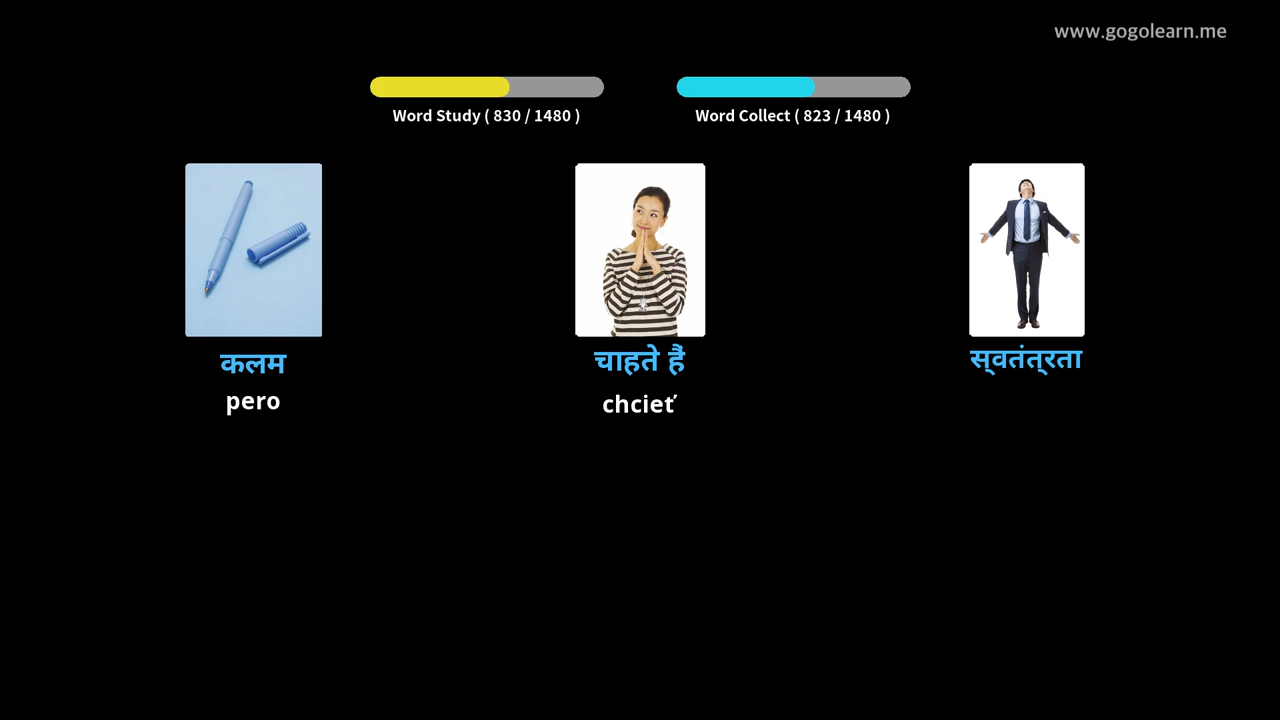 www.gogolearn.me
Word Study ( 830 / 1480 )
Word Collect ( 823 / 1480 )
कलम
चाहते हैं
स्वतंत्रता
pero
chcieť